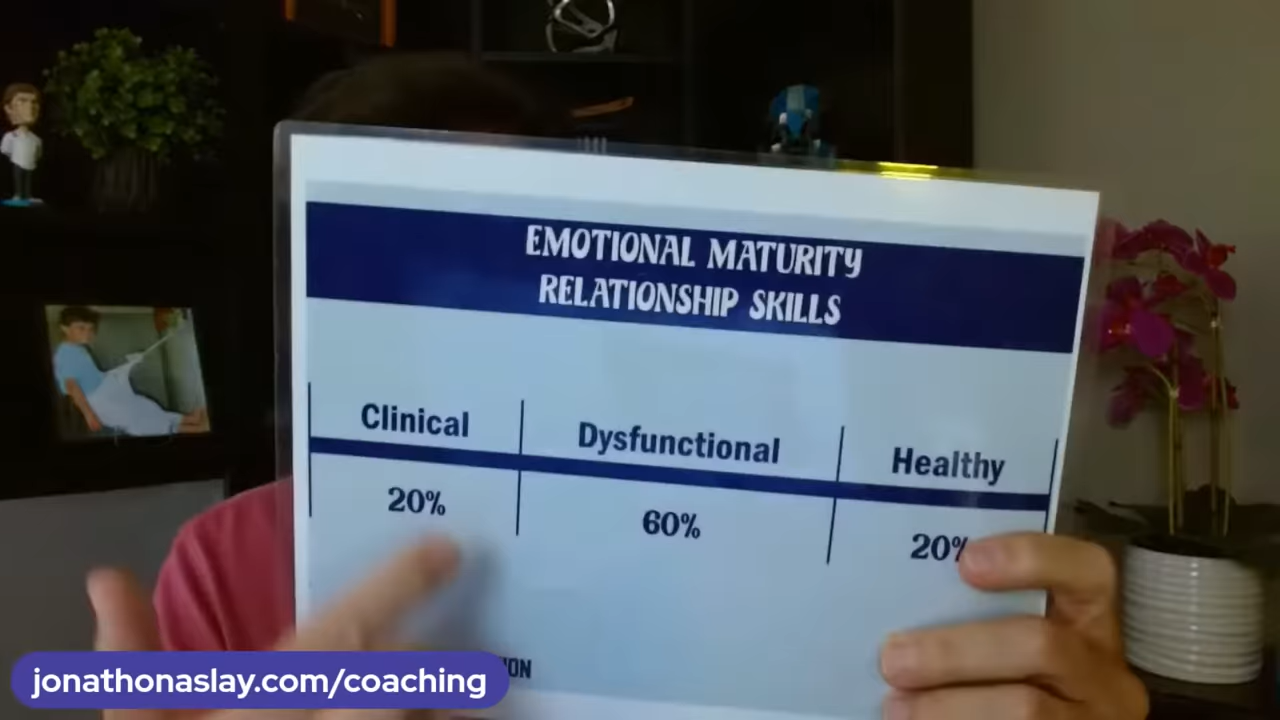 EMOTIONAL MATURITY
RELATIONSHIP SKILLS
Clinical
Dysfunctional
Healthy
20%
60%
20%
jonathonaslay.com/coaching